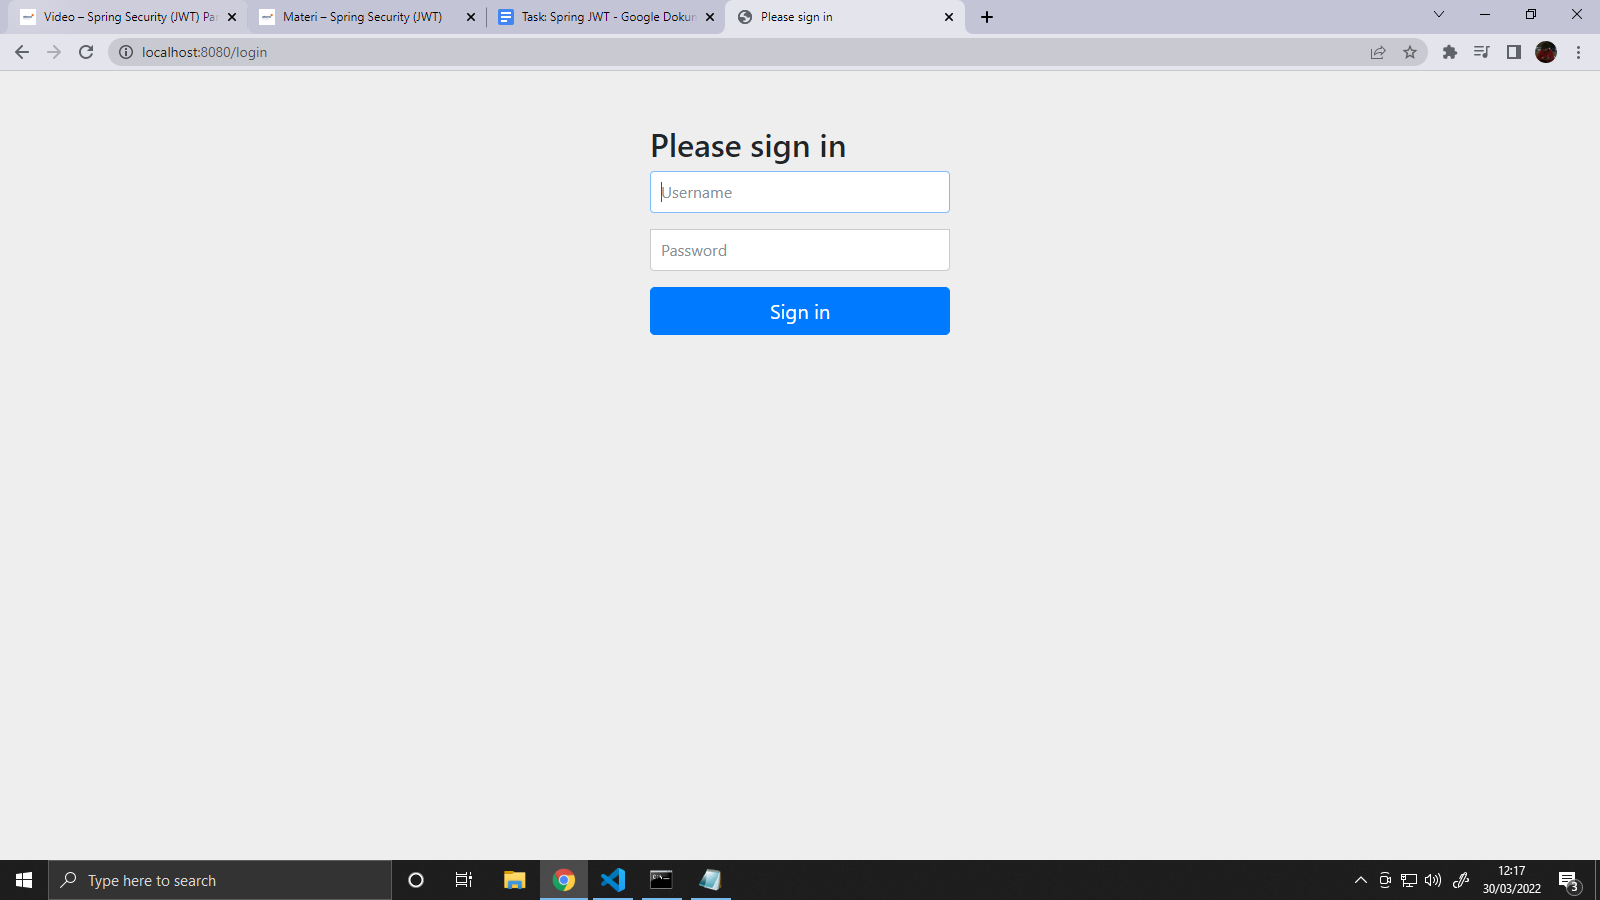 Video – Spring Security (JWT) Par
Materi – Spring Security (JWT)
Task: Spring JWT - Google Dokun
Please sign in
localhost:8080/login
Please sign in
Username
Password
Sign in
Type here to search
12:17
30/03/2022
3